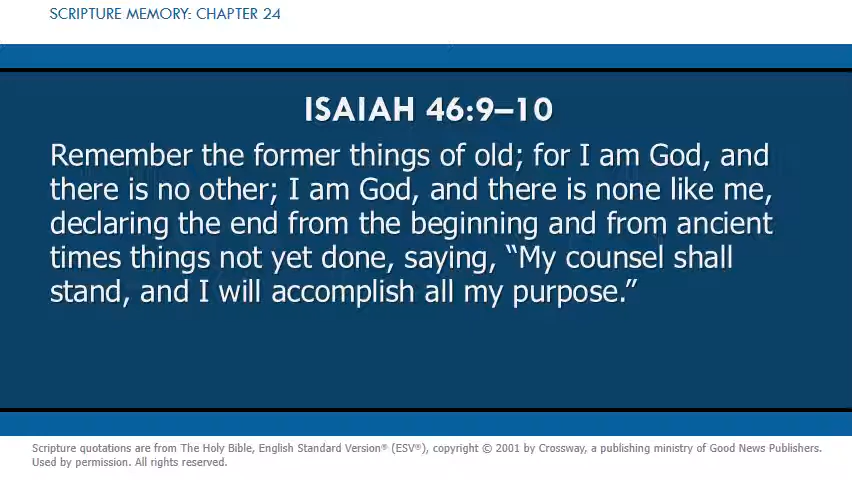 SCRIPTURE MEMORY: CHAPTER 24
ISAIAH 46:9–10
Remember the former things of old; for I am God, and
there is no other; I am God, and there is none like me,
declaring the end from the beginning and from ancient
times things not yet done, saying, “My counsel shall
stand, and I will accomplish all my purpose.”
Scripture quotations are from The Holy Bible, English Standard Version® (ESV®), copyright © 2001 by Crossway, a publishing ministry of Good News Publishers.
Used by permission. All rights reserved.